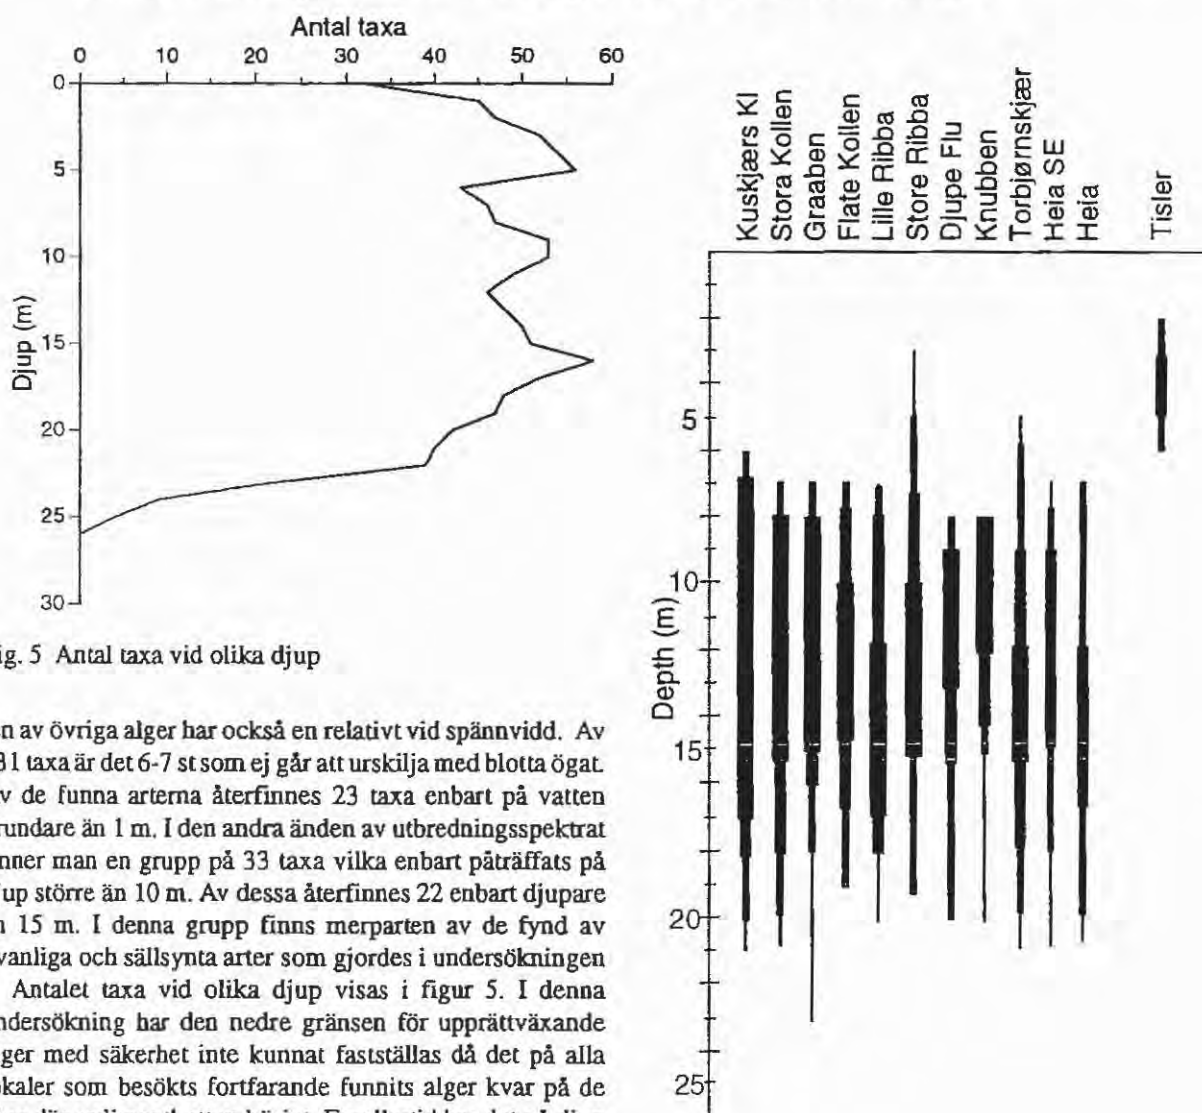 Antal taxa
0 10 20 30 40 50 60
0
5
10
15
20
25
30
Djup (m)
ig. 5 Antal taxa vid olika djup
n av övriga alger har också en relativt vid spännvidd. Av
31 taxa är det 6-7 st som ej går att urskilja med blotta ögat.
v de funna arterna återfinnes 23 taxa enbart på vatten
rundare än 1 m. I den andra änden av utbredningsspektrat
nner man en grupp på 33 taxa vilka enbart påträffats på
up större än 10 m. Av dessa återfinnes 22 enbart djupare
n 15 m. I denna grupp finns merparten av de fynd av
vanliga och sällsynta arter som gjordes i undersökningen
Antalet taxa vid olika djup visas i figur 5. I denna
ndersökning har den nedre gränsen för upprättväxande
lger med säkerhet inte kunnat fastställas då det på alla
okaler som besökts fortfarande funnits alger kvar på de
Kuskjærs Kl
Stora Kollen
Graaben
Flate Kollen
Lille Ribba
Store Ribba
Djupe Flu
Knubben
Torbjørnskjær
Heia SE
Heia
Tisler
5
10
15
20
25
Depth (m)